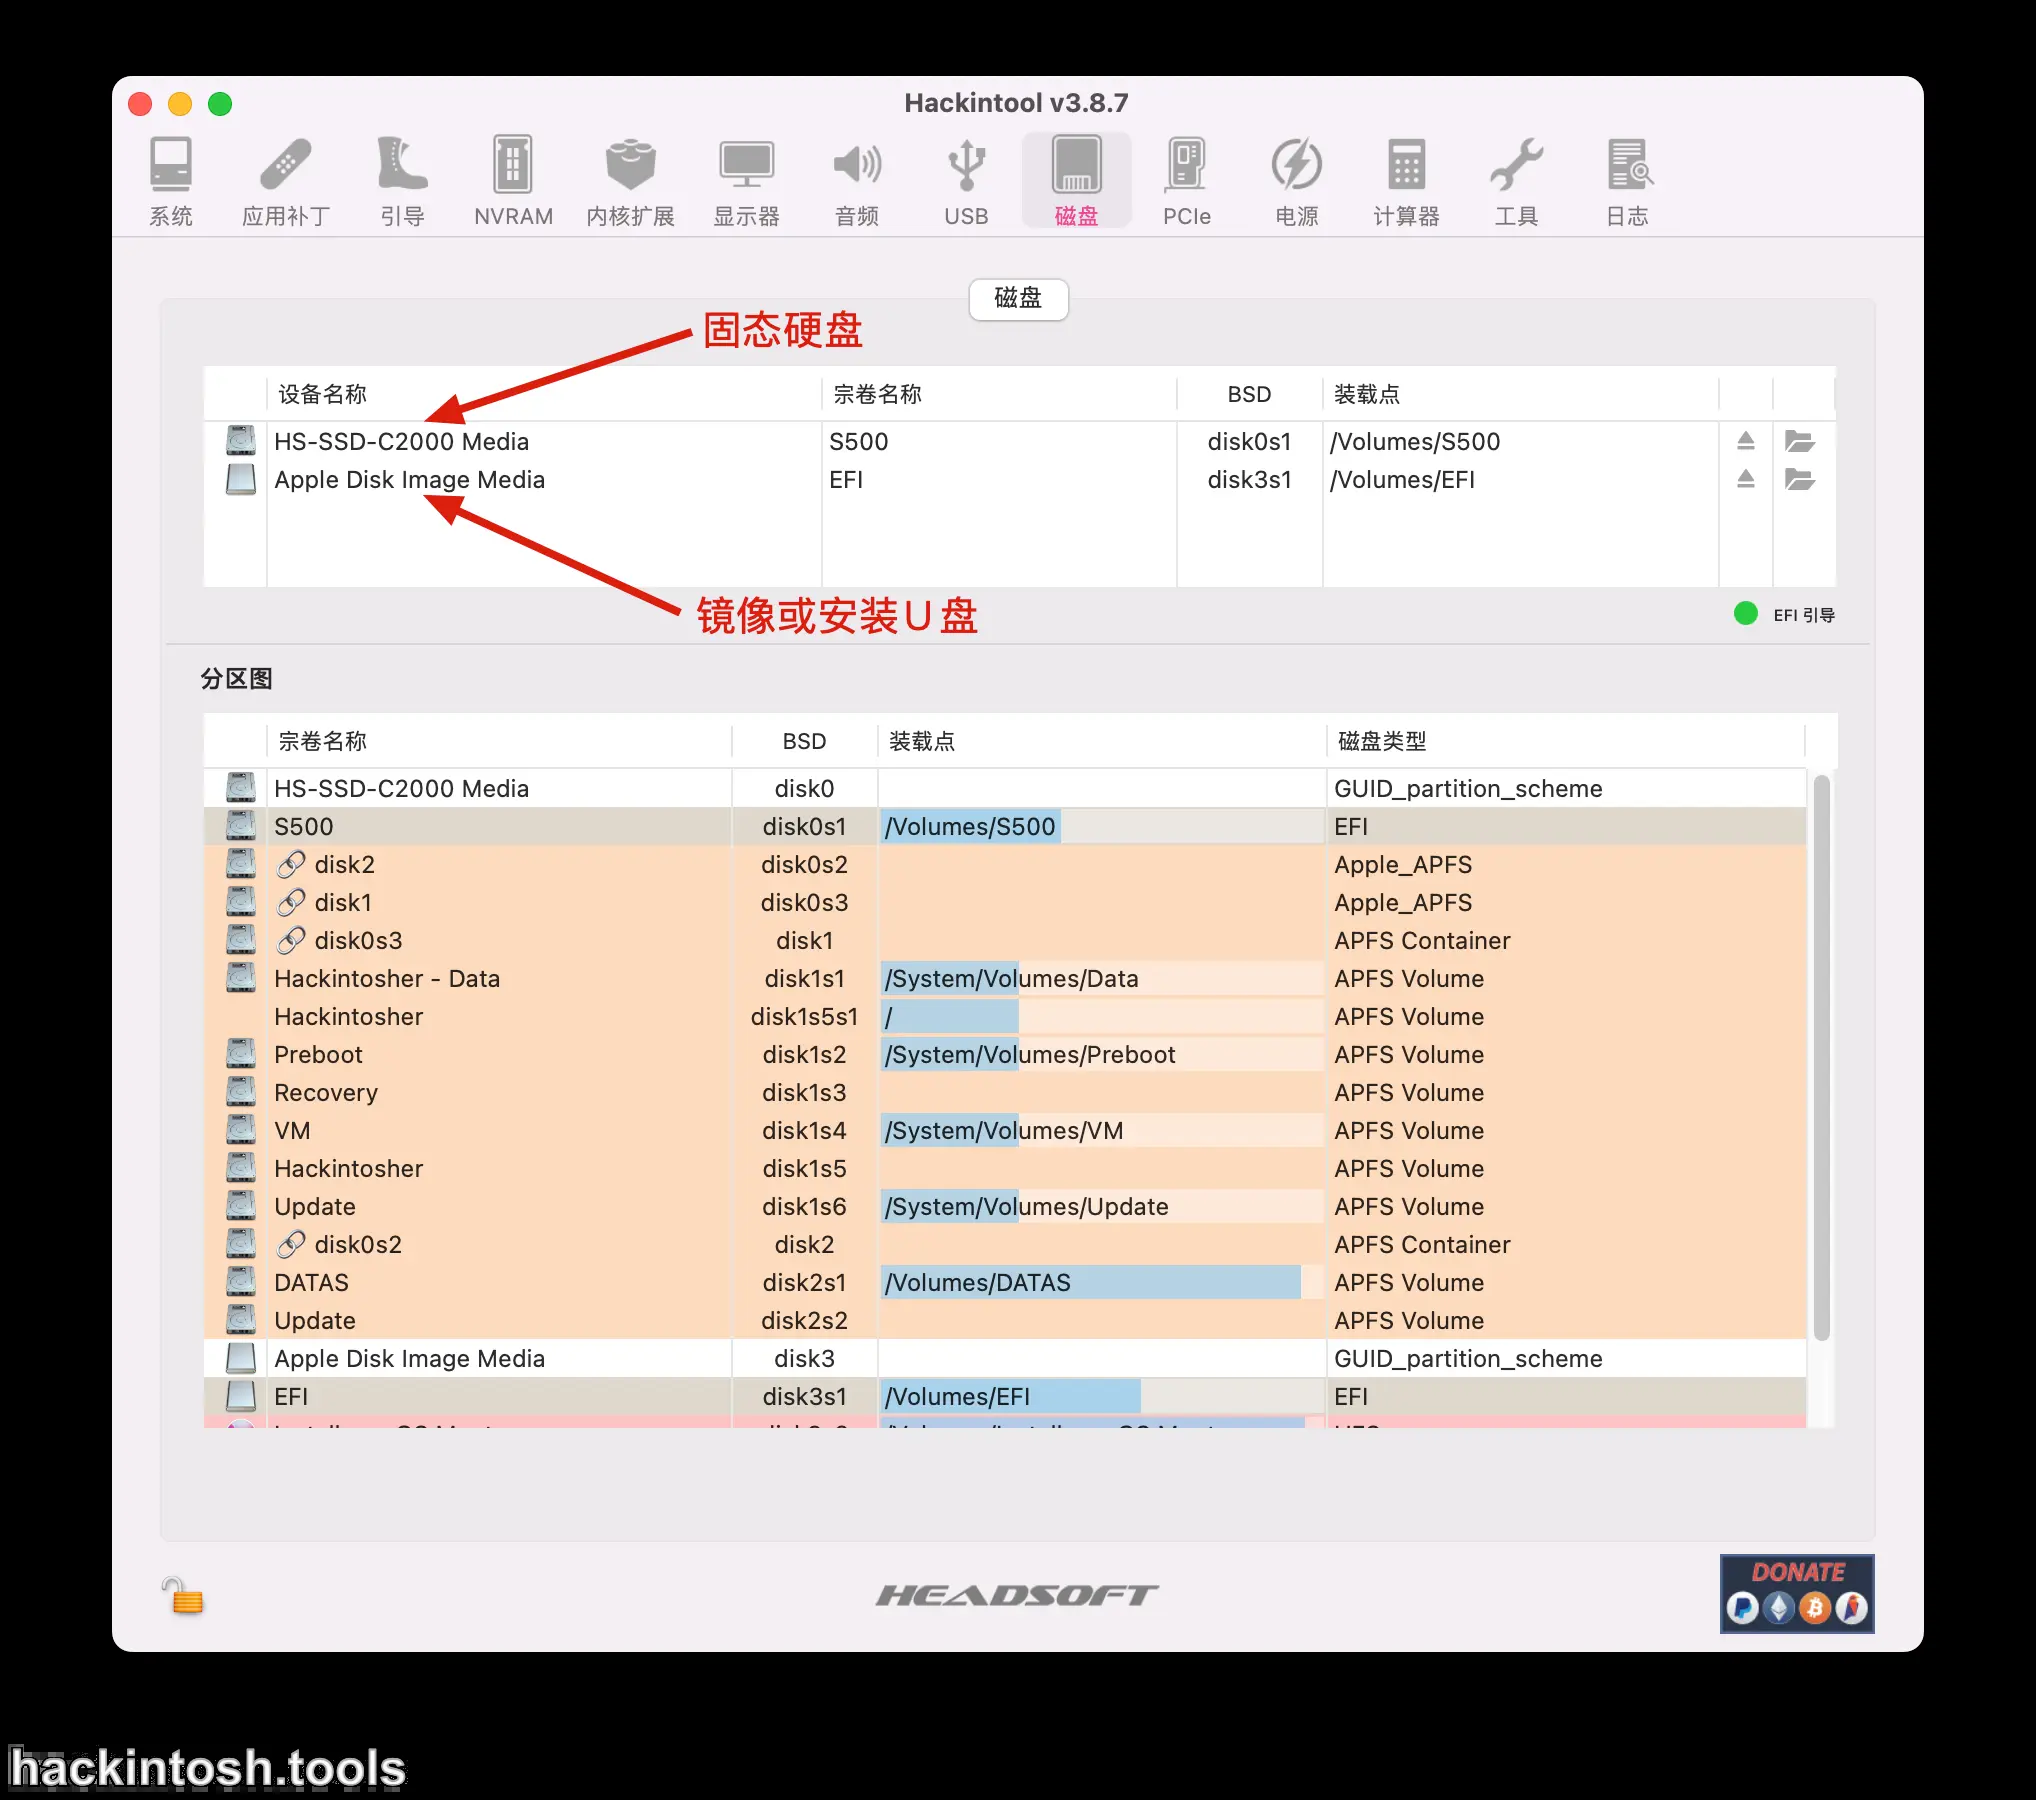 Hackintool v3.8.7
系统 应用补丁 引导 NVRAM 内核扩展 显示器 音频 USB 磁盘 PCIe 电源 计算器 工具 日志
磁盘
固态硬盘
设备名称 宗卷名称 BSD 装载点
HS-SSD-C2000 Media S500 disk0s1 /Volumes/S500
Apple Disk Image Media EFI disk3s1 /Volumes/EFI
镜像或安装U盘
EFI 引导
分区图
宗卷名称 BSD 装载点 磁盘类型
HS-SSD-C2000 Media disk0 GUID_partition_scheme
S500 disk0s1 /Volumes/S500 EFI
disk2 disk0s2 Apple_APFS
disk1 disk0s3 Apple_APFS
disk0s3 disk1 APFS Container
Hackintosher - Data disk1s1 /System/Volumes/Data APFS Volume
Hackintosher disk1s5s1 / APFS Volume
Preboot disk1s2 /System/Volumes/Preboot APFS Volume
Recovery disk1s3 APFS Volume
VM disk1s4 /System/Volumes/VM APFS Volume
Hackintosher disk1s5 APFS Volume
Update disk1s6 /System/Volumes/Update APFS Volume
disk0s2 disk2 APFS Container
DATAS disk2s1 /Volumes/DATAS APFS Volume
Update disk2s2 APFS Volume
Apple Disk Image Media disk3 GUID_partition_scheme
EFI disk3s1 /Volumes/EFI EFI
HEADSOFT
DONATE
hackintosh.tools